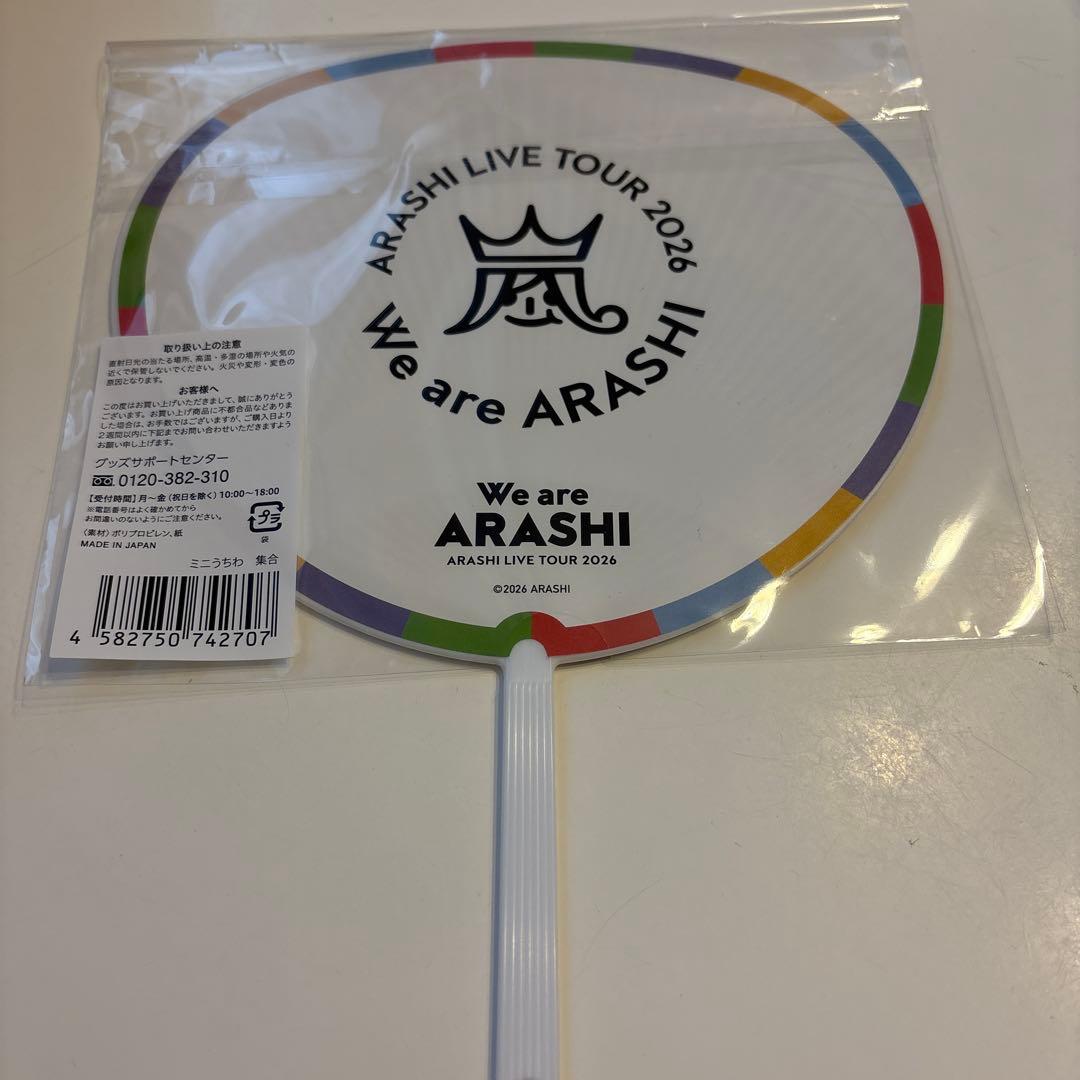 ARASHI LIVE TOUR 2026
We are ARASHI
We are
ARASHI
ARASHI LIVE TOUR 2026
©2026 ARASHI
取り扱い上の注意
直射日光の当たる場所、高温・多湿の場所や火気の
近くで保管しないでください。火災や変形・変色の
原因となります。
お客様へ
この度はお買い上げいただきまして、誠にありがとう
ございます。お買い上げ商品に不都合品などありま
した場合は、お手数ではございますが、ご購入日より
2週間以内に下記までお問い合わせいただきますよう
お願い申し上げます。
グッズサポートセンター
0120-382-310
【受付時間】月〜金(祝日を除く)10:00〜18:00
※電話番号はよく確かめてから
お間違いのないようにご注意ください。
プラ
袋
〈素材〉ポリプロピレン、紙
MADE IN JAPAN
ミニうちわ 集合
4 582750 742707